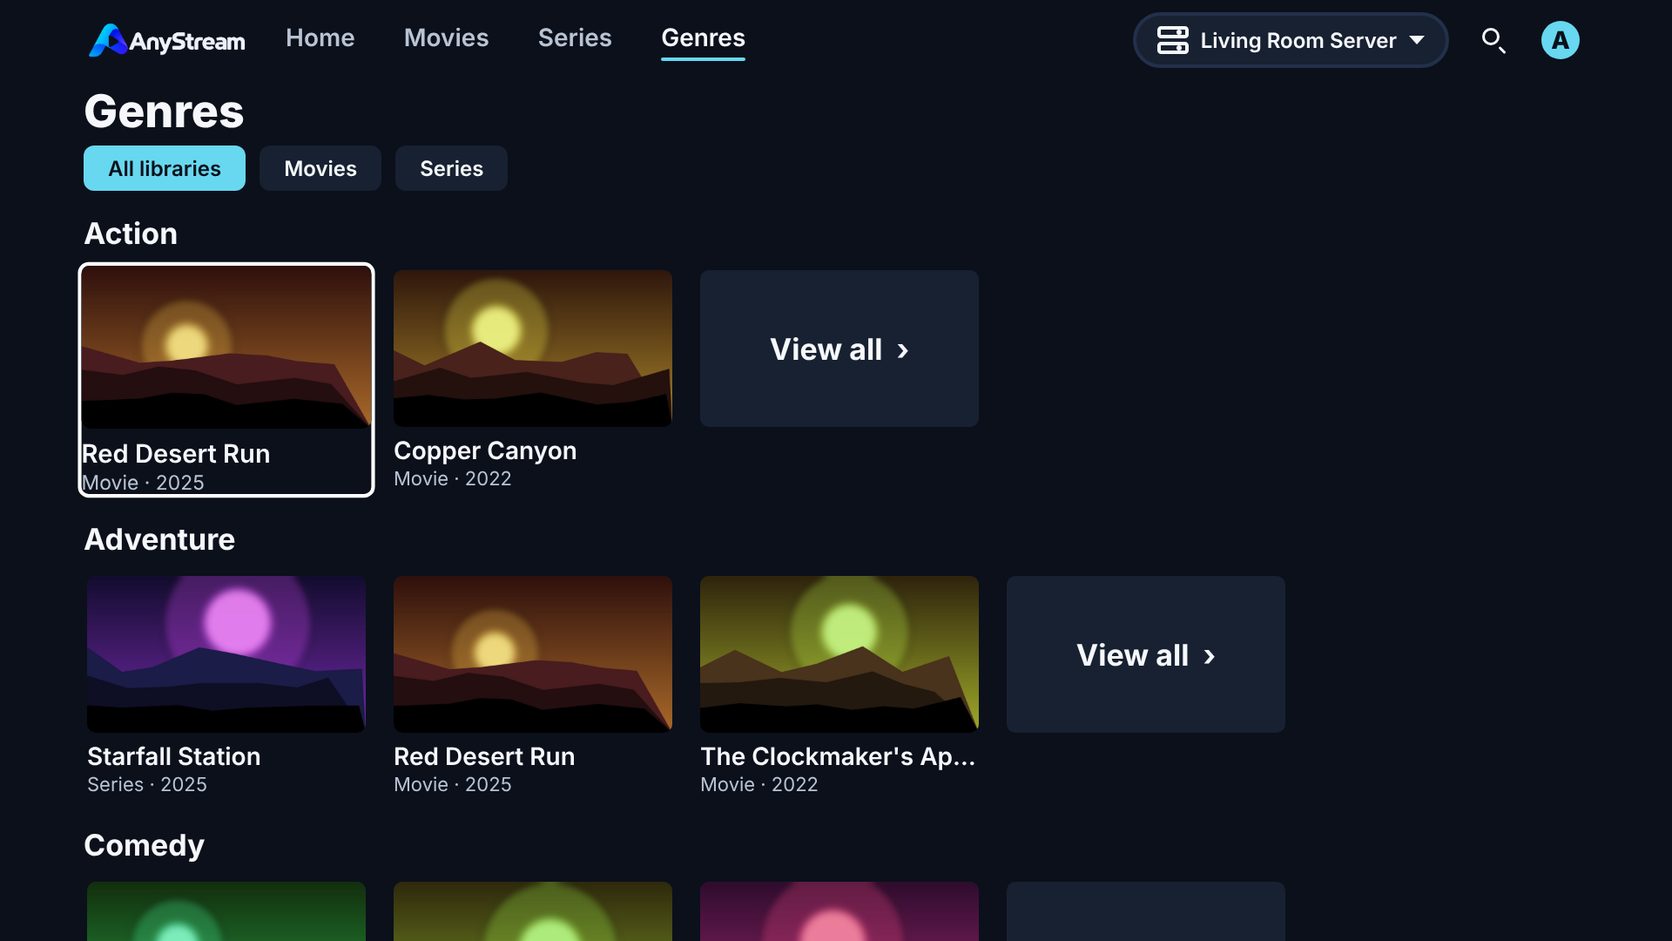 AnyStream
Home
Movies
Series
Genres
Living Room Server
A
Genres
All libraries
Movies
Series
Action
Red Desert Run
Movie · 2025
Copper Canyon
Movie · 2022
View all ›
Adventure
Starfall Station
Series · 2025
Red Desert Run
Movie · 2025
The Clockmaker's Ap...
Movie · 2022
View all ›
Comedy